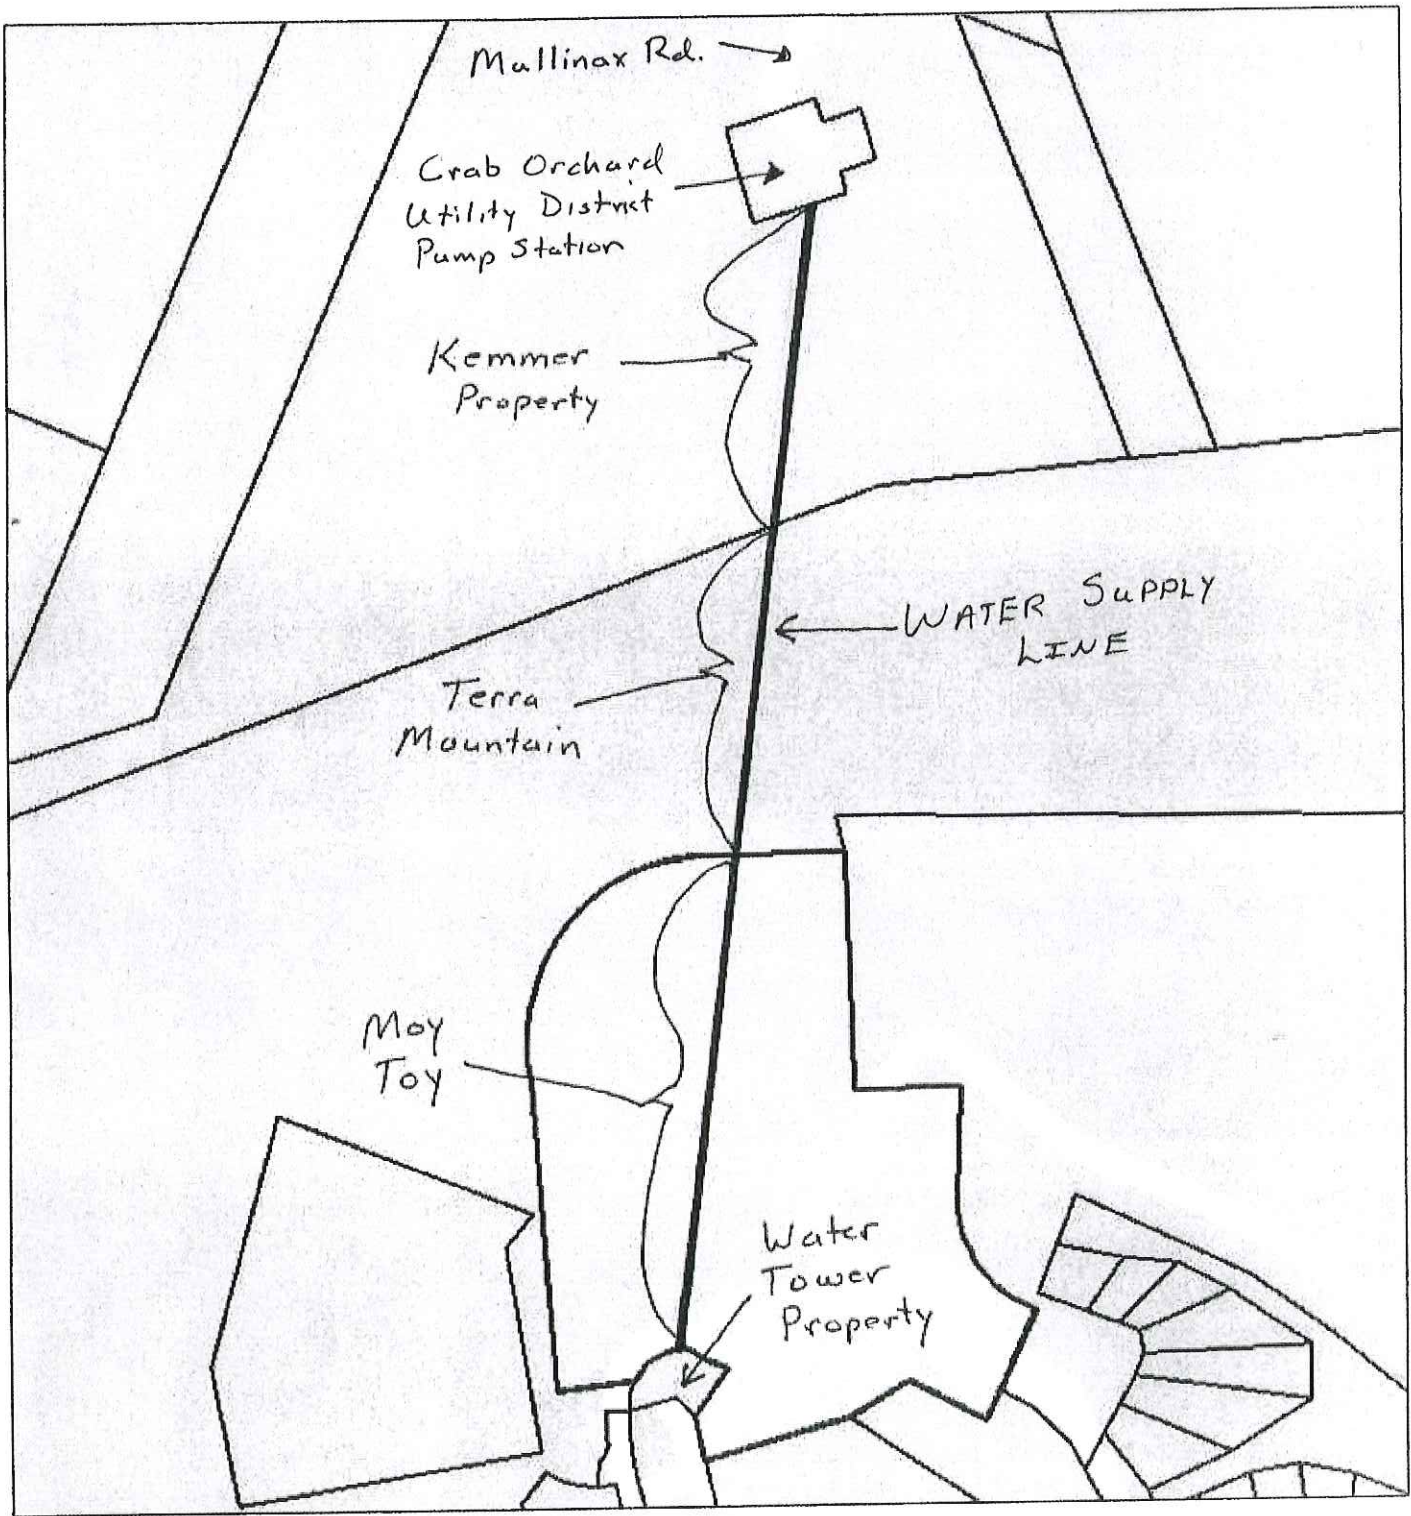 Mullinax Rd.
Crab Orchard
Utility District
Pump Station
Kemmer
Property
WATER SUPPLY
LINE
Terra
Mountain
Moy
Toy
Water
Tower
Property